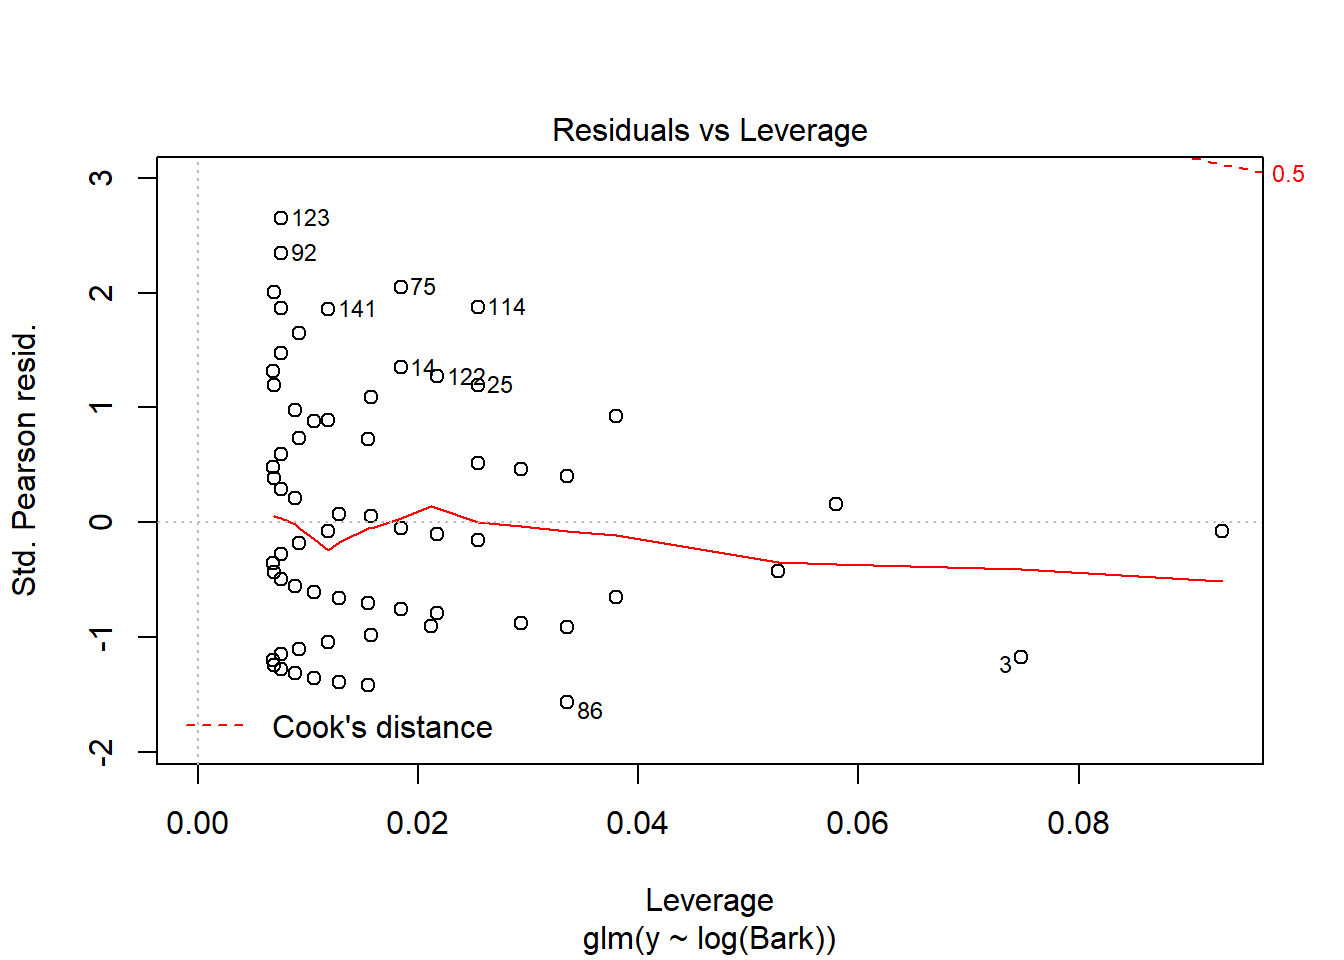 Residuals vs Leverage
Std. Pearson resid.
3
2
1
0
-1
-2
0.5
123
92
75
141
114
14
122
25
3
86
Cook's distance
0.00 0.02 0.04 0.06 0.08
Leverage
glm(y ~ log(Bark))